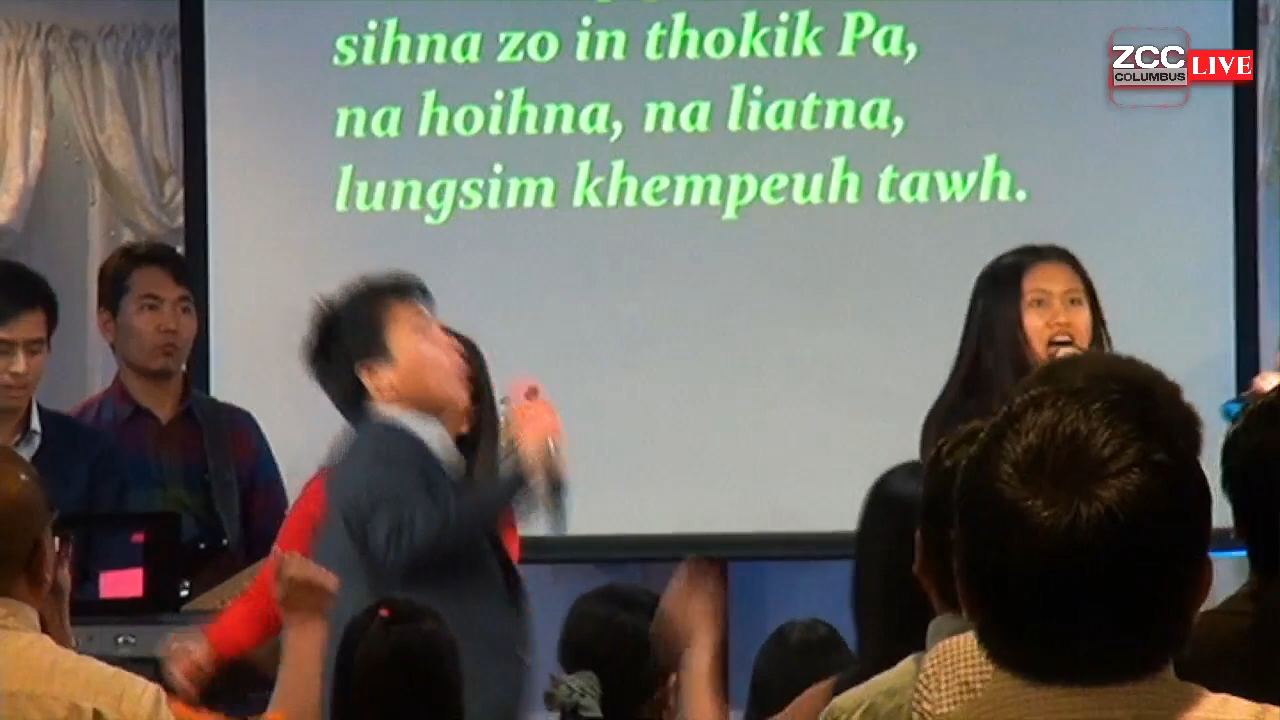 sihna zo in thokik Pa,
na hoihna, na liatna,
lungsim khempeuh tawh.
ZCC
COLUMBUS
LIVE